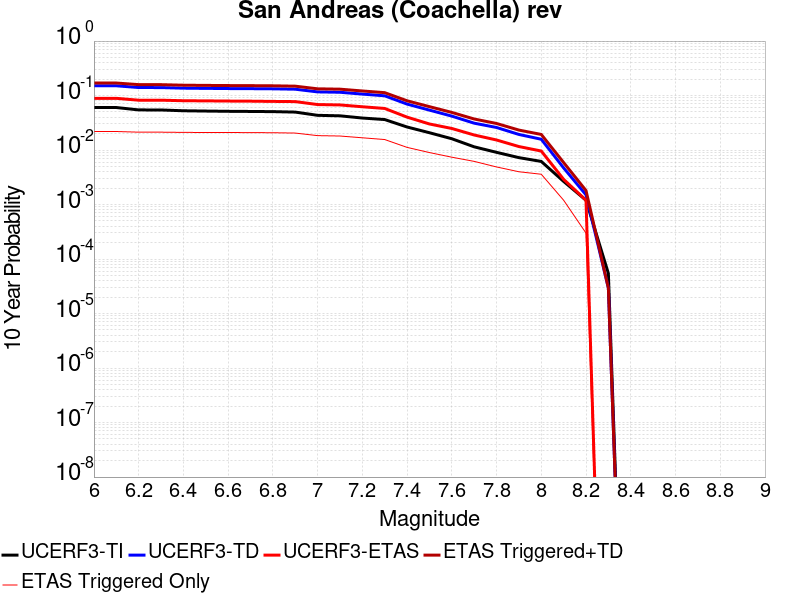 San Andreas (Coachella) rev
10^0
10^-1
10^-2
10^-3
10^-4
10^-5
10^-6
10^-7
10^-8
10 Year Probability
6 6.2 6.4 6.6 6.8 7 7.2 7.4 7.6 7.8 8 8.2 8.4 8.6 8.8 9
Magnitude
UCERF3-TI UCERF3-TD UCERF3-ETAS ETAS Triggered+TD
ETAS Triggered Only